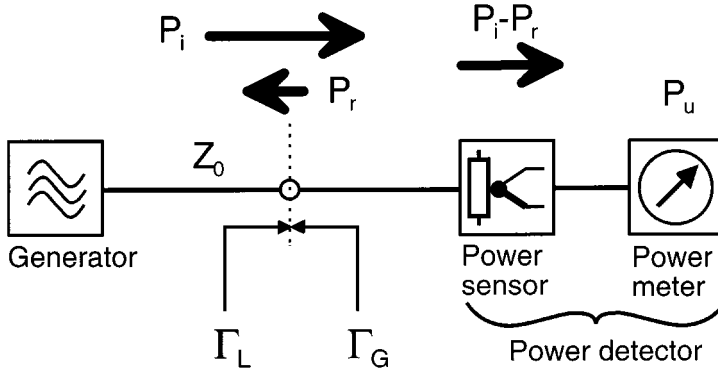 P_i
P_i-P_r
P_r
P_u
Z_0
Generator
Power sensor
Power meter
Γ_L
Γ_G
Power detector